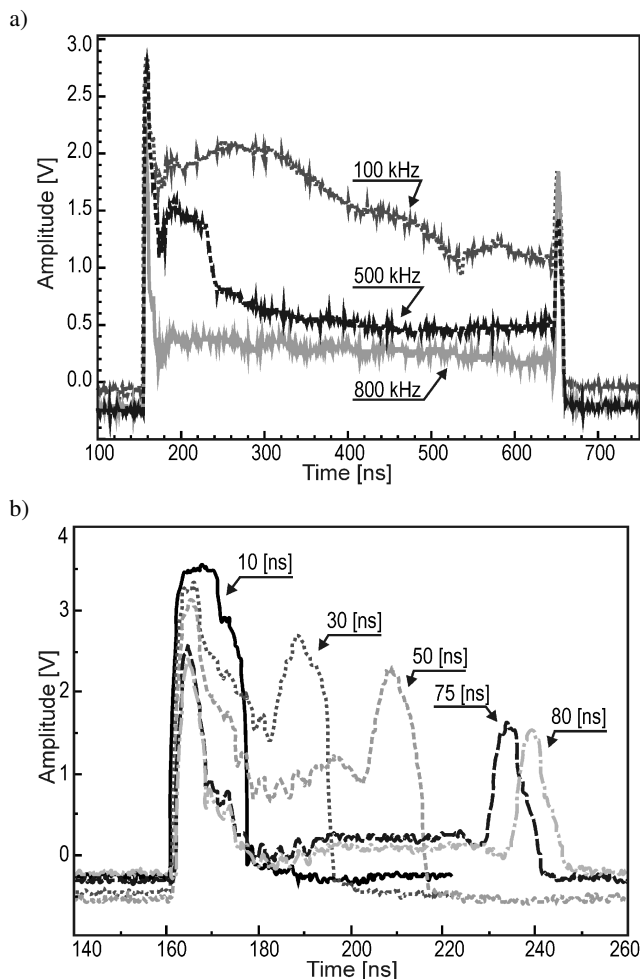 a)
3.0
2.5
2.0
1.5
1.0
0.5
0.0
Amplitude [V]
100 kHz
500 kHz
800 kHz
100 200 300 400 500 600 700
Time [ns]
b)
4
3
2
1
0
Amplitude [V]
10 [ns]
30 [ns]
50 [ns]
75 [ns]
80 [ns]
140 160 180 200 220 240 260
Time [ns]